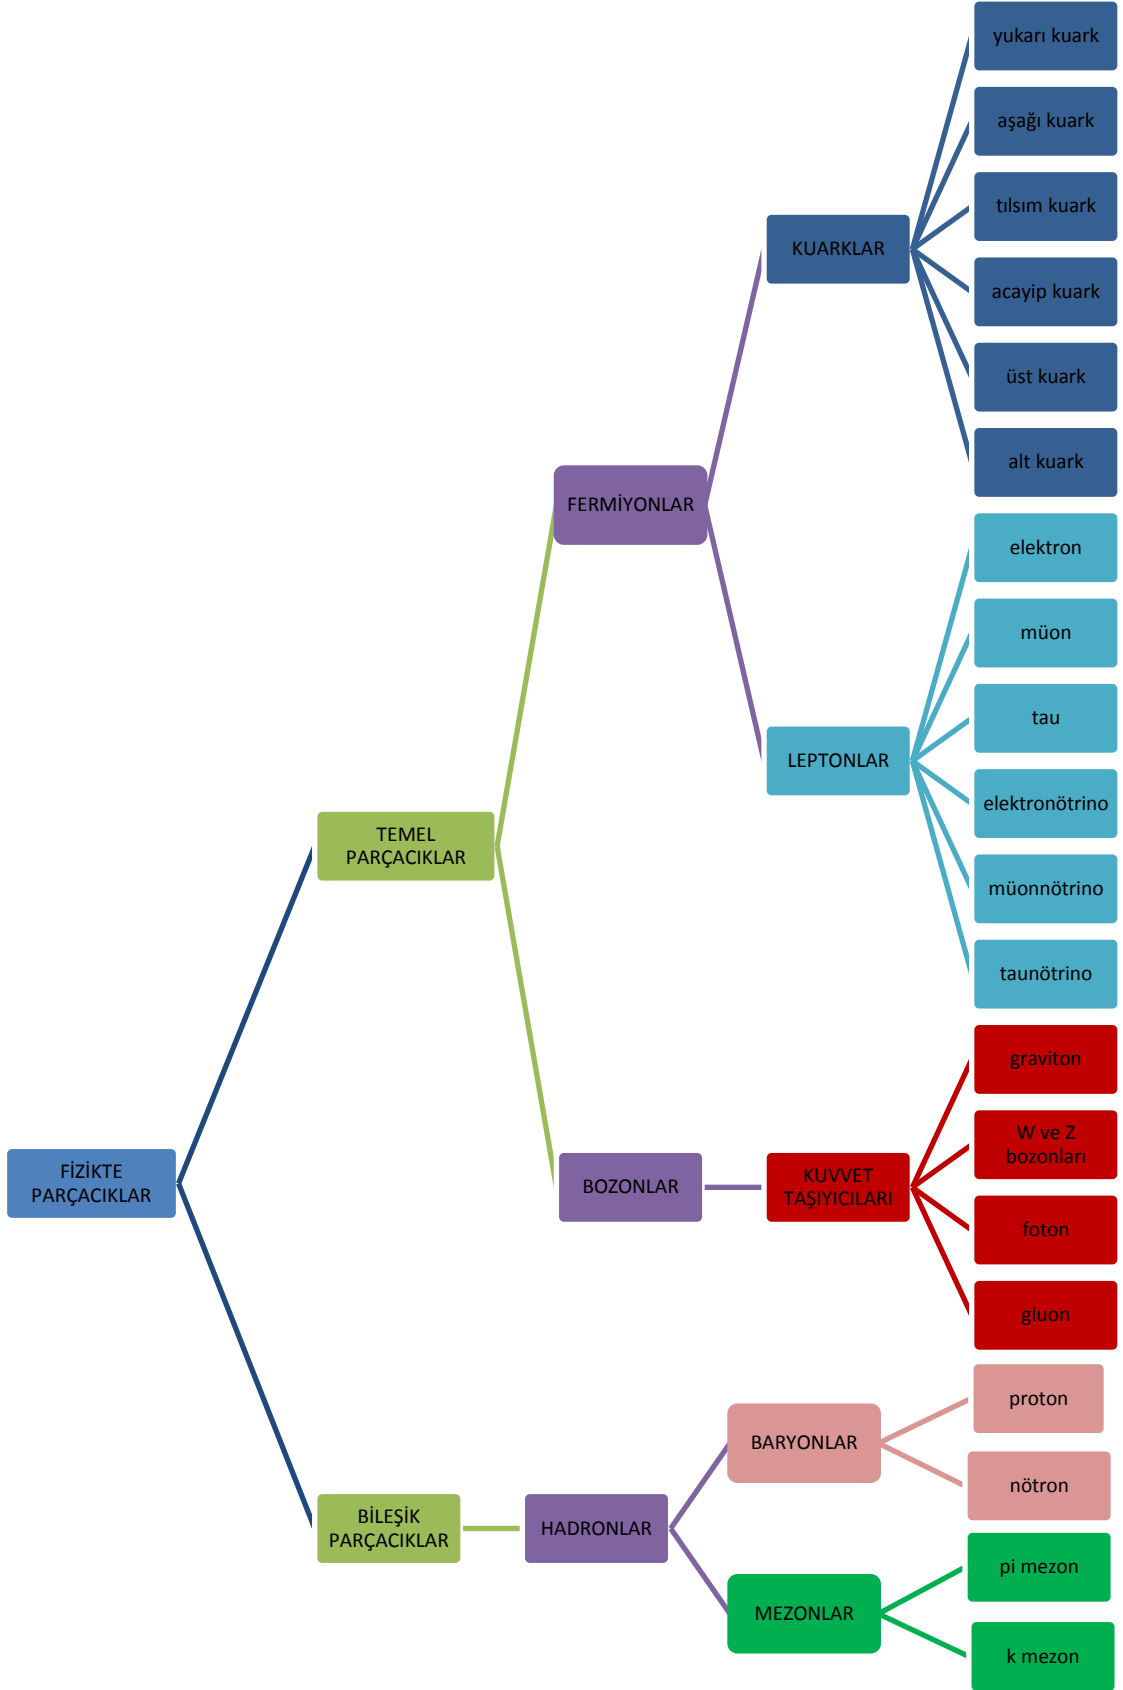 yukarı kuark
aşağı kuark
tılsım kuark
KUARKLAR
acayip kuark
üst kuark
alt kuark
FERMİYONLAR
elektron
müon
tau
LEPTONLAR
elektronötrino
TEMEL
PARÇACIKLAR
müonnötrino
taunötrino
graviton
W ve Z
bozonları
FİZİKTE
PARÇACIKLAR
BOZONLAR
KUVVET
TAŞIYICILARI
foton
gluon
proton
BARYONLAR
nötron
BİLEŞİK
PARÇACIKLAR
HADRONLAR
pi mezon
MEZONLAR
k mezon